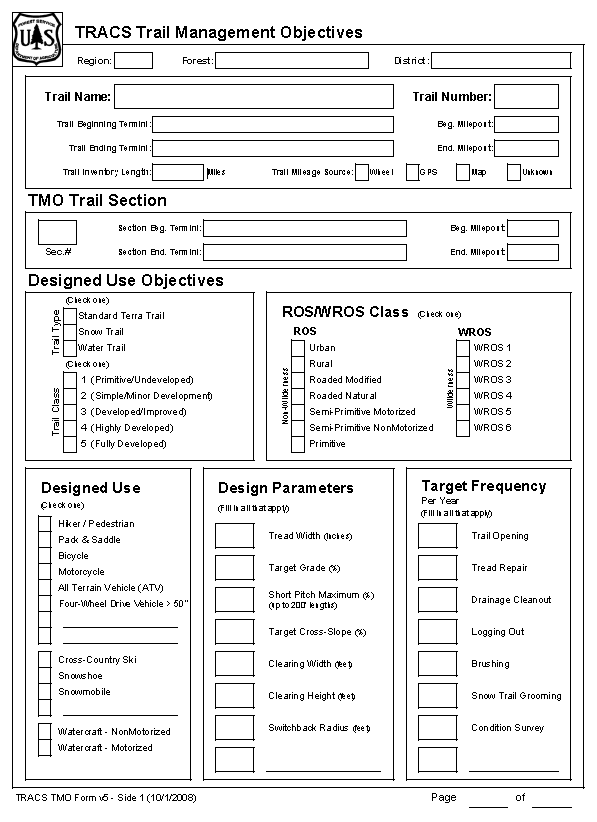 FOREST SERVICE
U S
DEPARTMENT OF AGRICULTURE
TRACS Trail Management Objectives
Region: Forest: District:
Trail Name: Trail Number:
Trail Beginning Termini: Beg. Milepost:
Trail Ending Termini: End. Milepost:
Trail Inventory Length: Miles Trail Mileage Source: Wheel GPS Map Unknown
TMO Trail Section
Section Beg. Termini: Beg. Milepost:
Sec.# Section End. Termini: End. Milepost:
Designed Use Objectives
(Check one)
Trail Type
Standard Terra Trail
Snow Trail
Water Trail
(Check one)
Trail Class
1 (Primitive/Undeveloped)
2 (Simple/Minor Development)
3 (Developed/Improved)
4 (Highly Developed)
5 (Fully Developed)
ROS/WROS Class (Check one)
ROS
Non-Wilderness
Urban
Rural
Roaded Modified
Roaded Natural
Semi-Primitive Motorized
Semi-Primitive NonMotorized
Primitive
WROS
Wilderness
WROS 1
WROS 2
WROS 3
WROS 4
WROS 5
WROS 6
Designed Use
(Check one)
Hiker / Pedestrian
Pack & Saddle
Bicycle
Motorcycle
All Terrain Vehicle (ATV)
Four-Wheel Drive Vehicle > 50"
Cross-Country Ski
Snowshoe
Snowmobile
Watercraft - NonMotorized
Watercraft - Motorized
Design Parameters
(Fill in all that apply)
Tread Width (Inches)
Target Grade (%)
Short Pitch Maximum (%)
(Up to 200' lengths)
Target Cross-Slope (%)
Clearing Width (feet)
Clearing Height (feet)
Switchback Radius (feet)
Target Frequency
Per Year
(Fill in all that apply)
Trail Opening
Tread Repair
Drainage Cleanout
Logging Out
Brushing
Snow Trail Grooming
Condition Survey
TRACS TMO Form v5 - Side 1 (10/1/2008) Page of